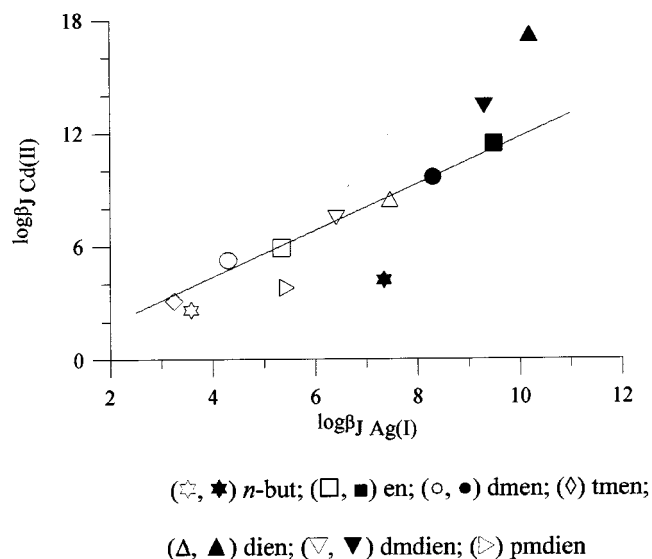 18
12
6
0
logβJ Cd(II)
2 4 6 8 10 12
logβJ Ag(I)
(✡, ✶) n-but; (□, ■) en; (○, ●) dmen; (◊) tmen;
(Δ, ▲) dien; (▽, ▼) dmdien; (▷) pmdien